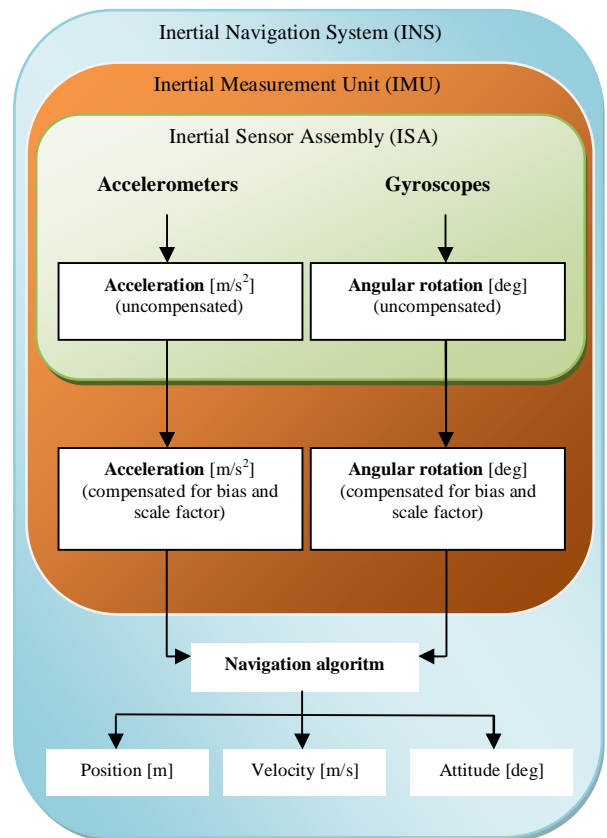 Inertial Navigation System (INS)
Inertial Measurement Unit (IMU)
Inertial Sensor Assembly (ISA)
Accelerometers
Gyroscopes
Acceleration [m/s²]
(uncompensated)
Angular rotation [deg]
(uncompensated)
Acceleration [m/s²]
(compensated for bias and
scale factor)
Angular rotation [deg]
(compensated for bias and
scale factor)
Navigation algoritm
Position [m]
Velocity [m/s]
Attitude [deg]